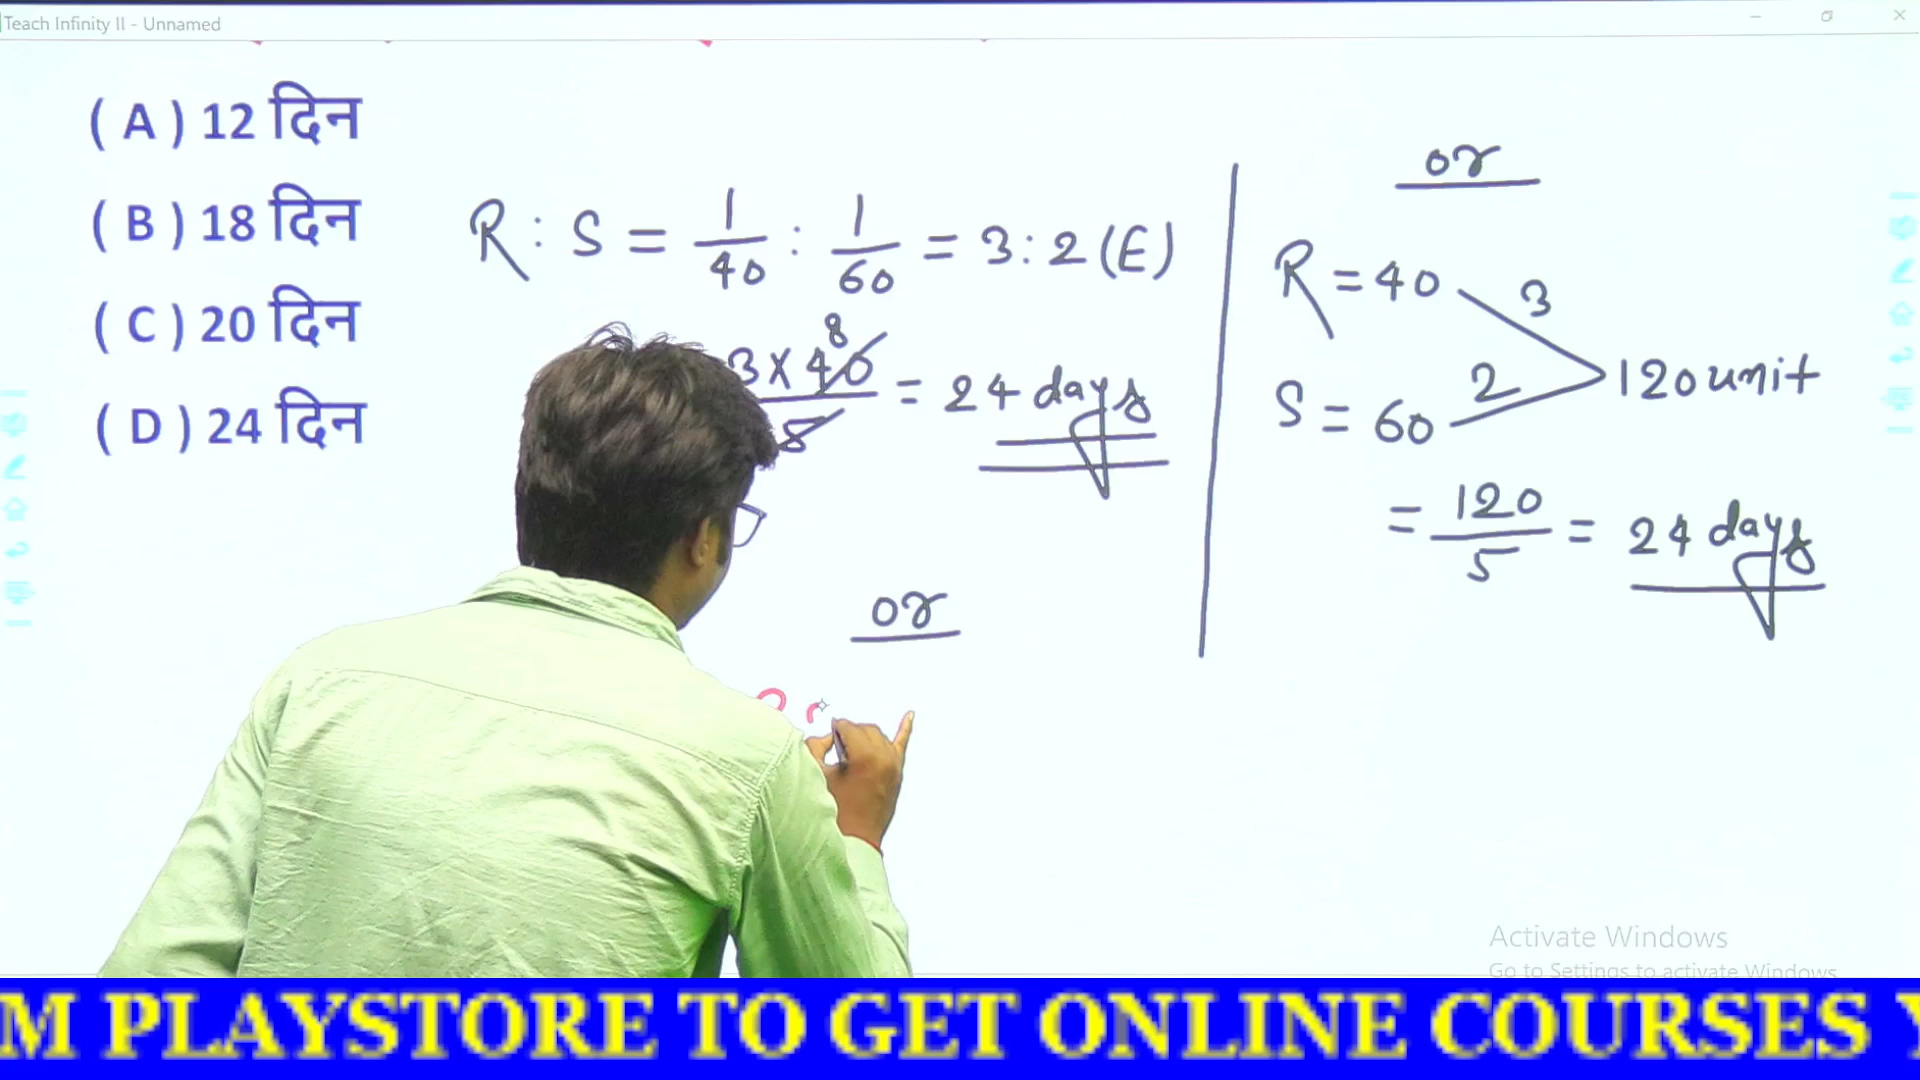 Teach Infinity II - Unnamed
( A ) 12 दिन
( B ) 18 दिन
( C ) 20 दिन
( D ) 24 दिन
R : S = 1/40 : 1/60 = 3 : 2 (E)
3 × 40 8 / 5 = 24 days
or
or
R = 40 3
S = 60 2 120 unit
= 120/5 = 24 days
Activate Windows
Go to Settings to activate Windows.
M PLAYSTORE TO GET ONLINE COURSES